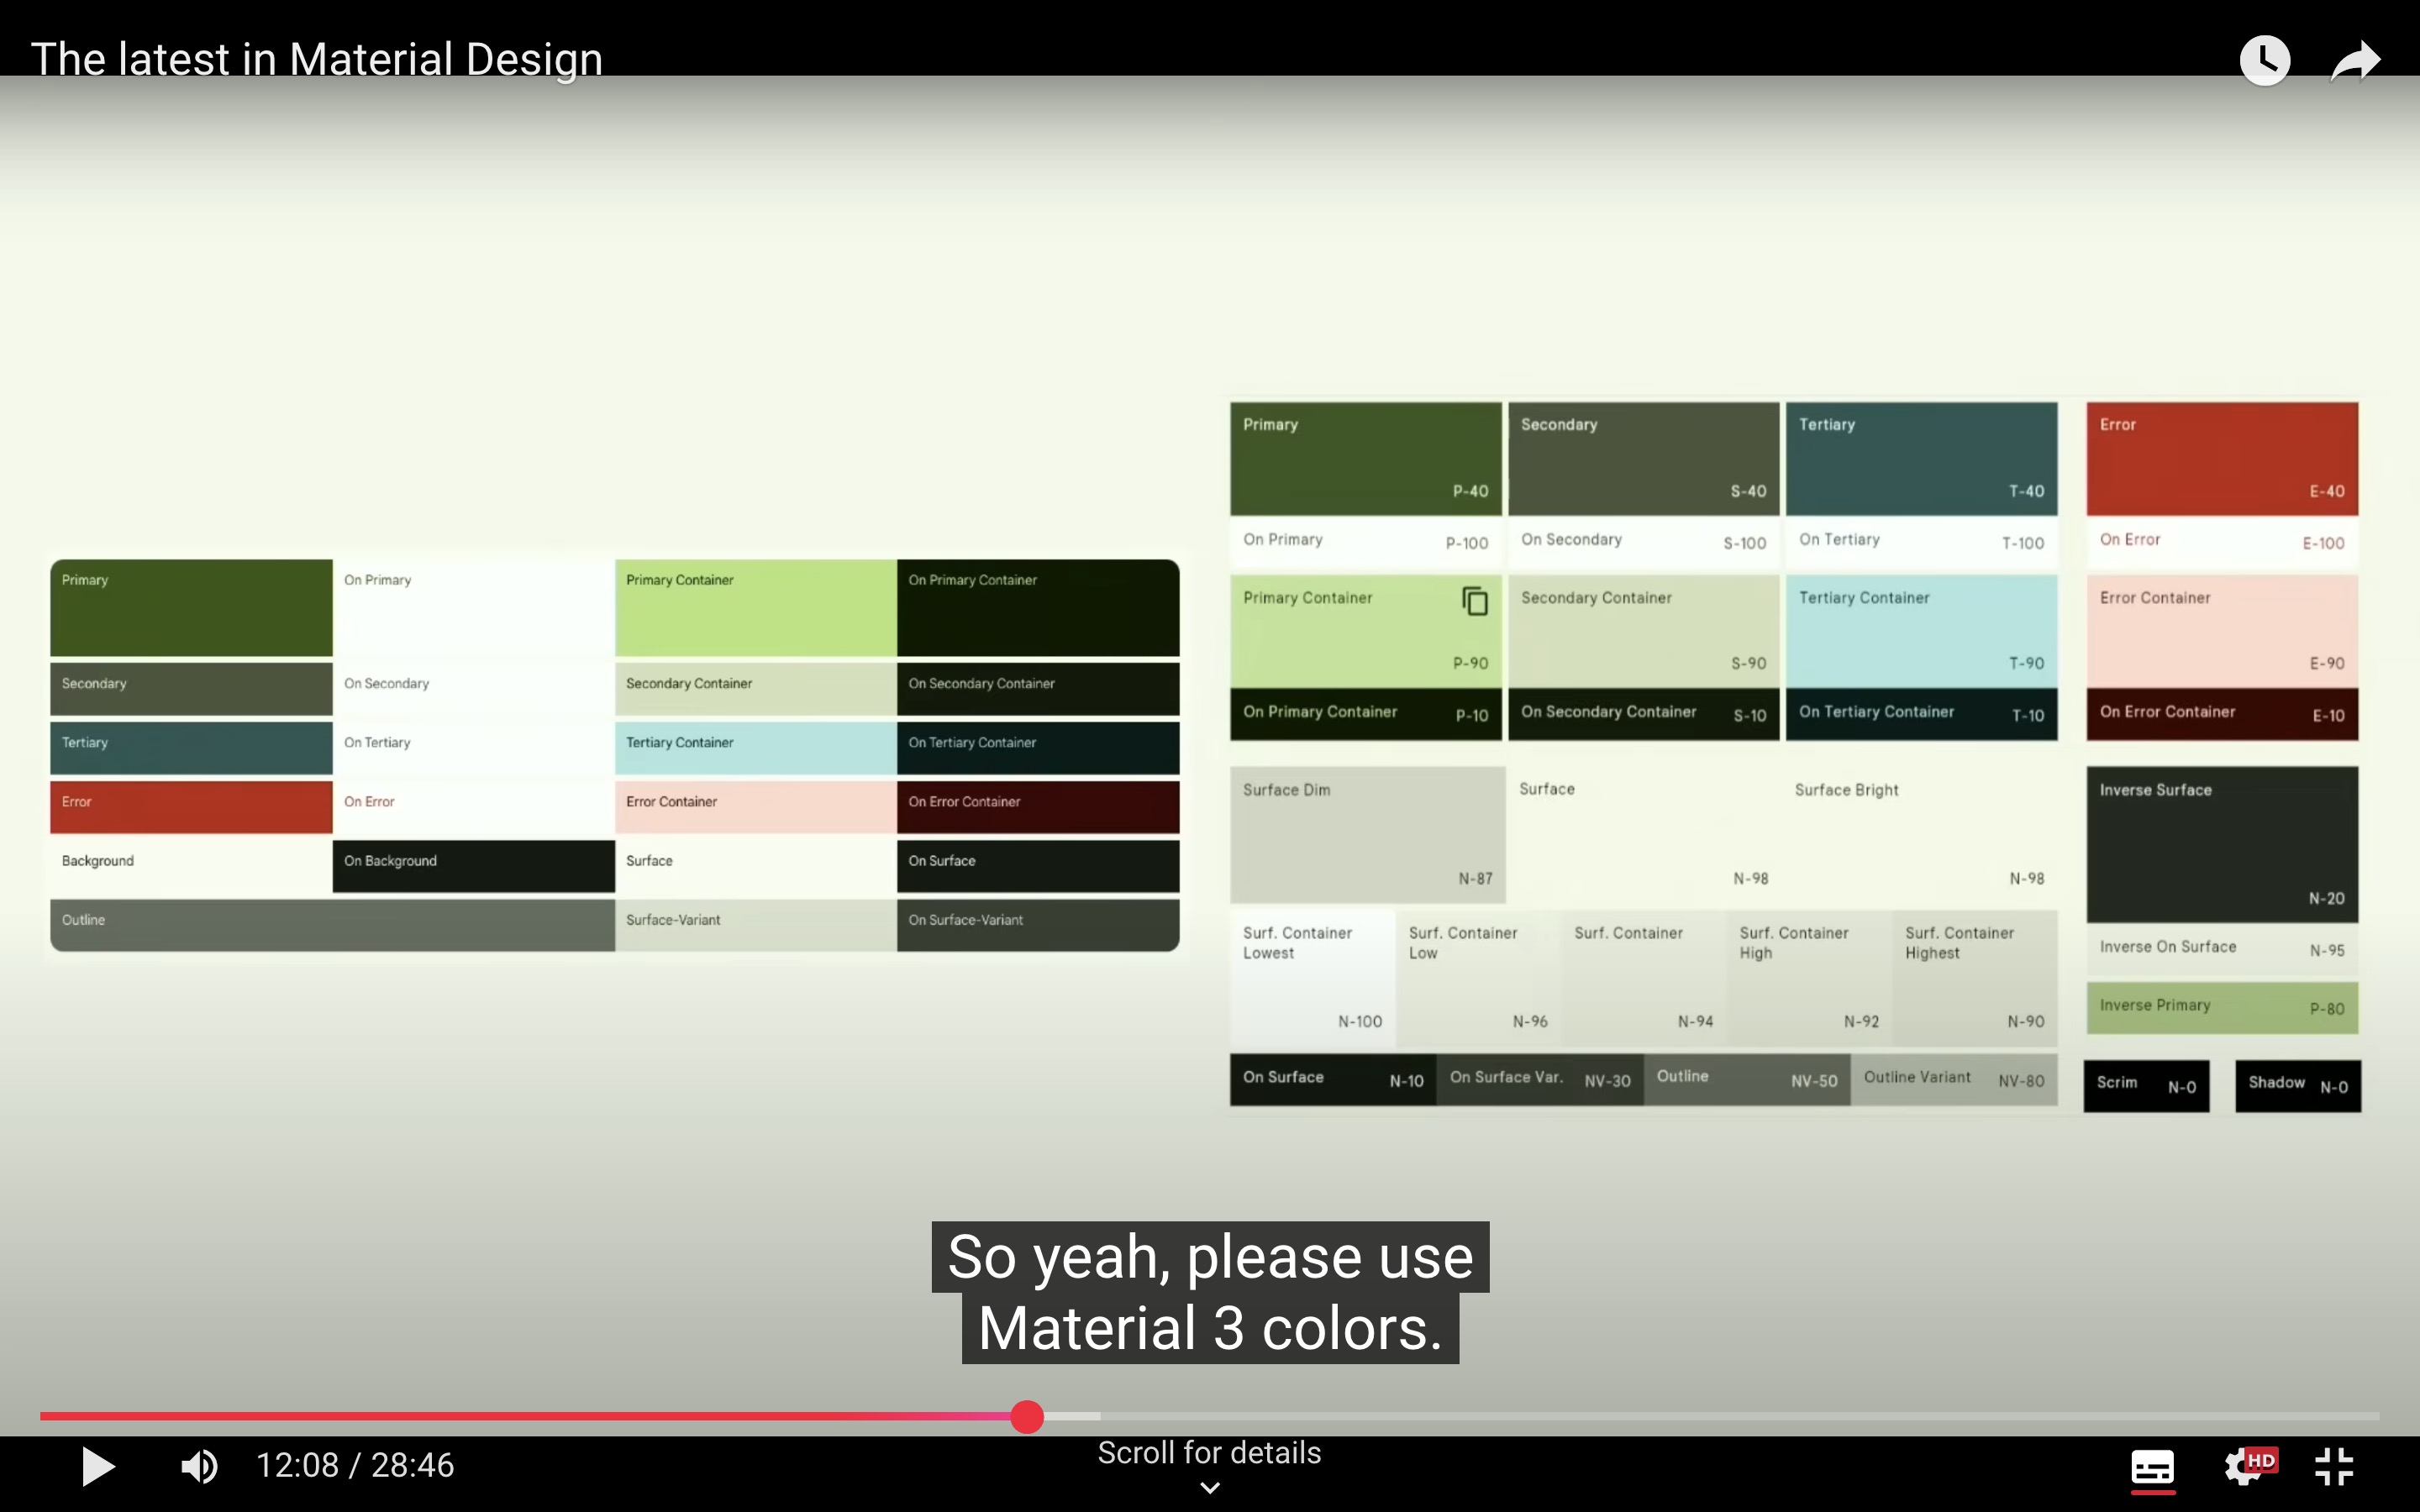 The latest in Material Design
Primary
On Primary
Primary Container
On Primary Container
Secondary
On Secondary
Secondary Container
On Secondary Container
Tertiary
On Tertiary
Tertiary Container
On Tertiary Container
Error
On Error
Error Container
On Error Container
Background
On Background
Surface
On Surface
Outline
Surface-Variant
On Surface-Variant
Primary
P-40
Secondary
S-40
Tertiary
T-40
Error
E-40
On Primary P-100
On Secondary S-100
On Tertiary T-100
On Error E-100
Primary Container
P-90
Secondary Container
S-90
Tertiary Container
T-90
Error Container
E-90
On Primary Container P-10
On Secondary Container S-10
On Tertiary Container T-10
On Error Container E-10
Surface Dim
N-87
Surface
N-98
Surface Bright
N-98
Inverse Surface
N-20
Surf. Container
Lowest
N-100
Surf. Container
Low
N-96
Surf. Container
N-94
Surf. Container
High
N-92
Surf. Container
Highest
N-90
Inverse On Surface N-95
Inverse Primary P-80
On Surface N-10
On Surface Var. NV-30
Outline NV-50
Outline Variant NV-80
Scrim N-0
Shadow N-0
So yeah, please use
Material 3 colors.
12:08 / 28:46
Scroll for details
HD